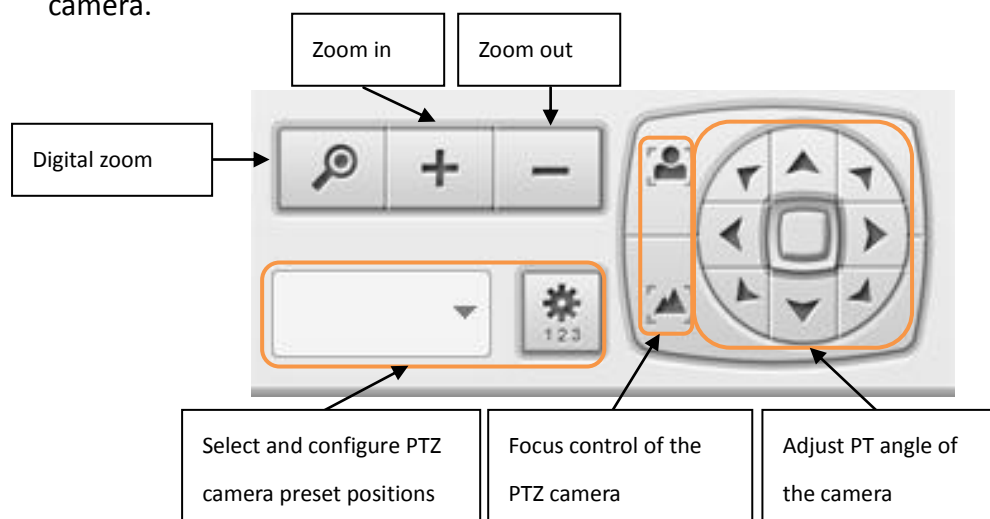 camera.
Zoom in
Zoom out
Digital zoom
123
Select and configure PTZ
camera preset positions
Focus control of the
PTZ camera
Adjust PT angle of
the camera